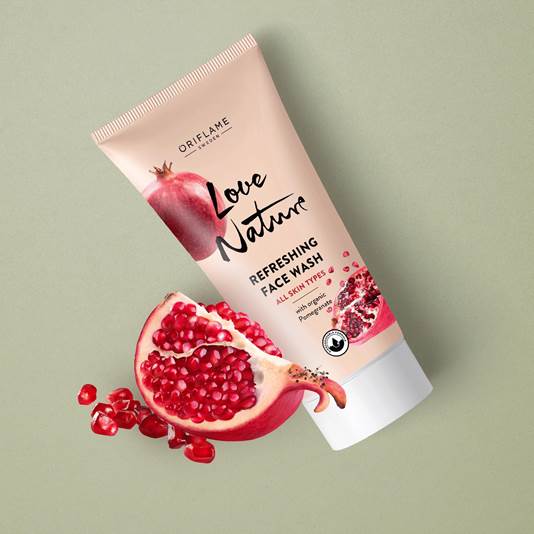 ORIFLAME
SWEDEN
Love
Nature
REFRESHING
FACE WASH
ALL SKIN TYPES
with organic
Pomegranate